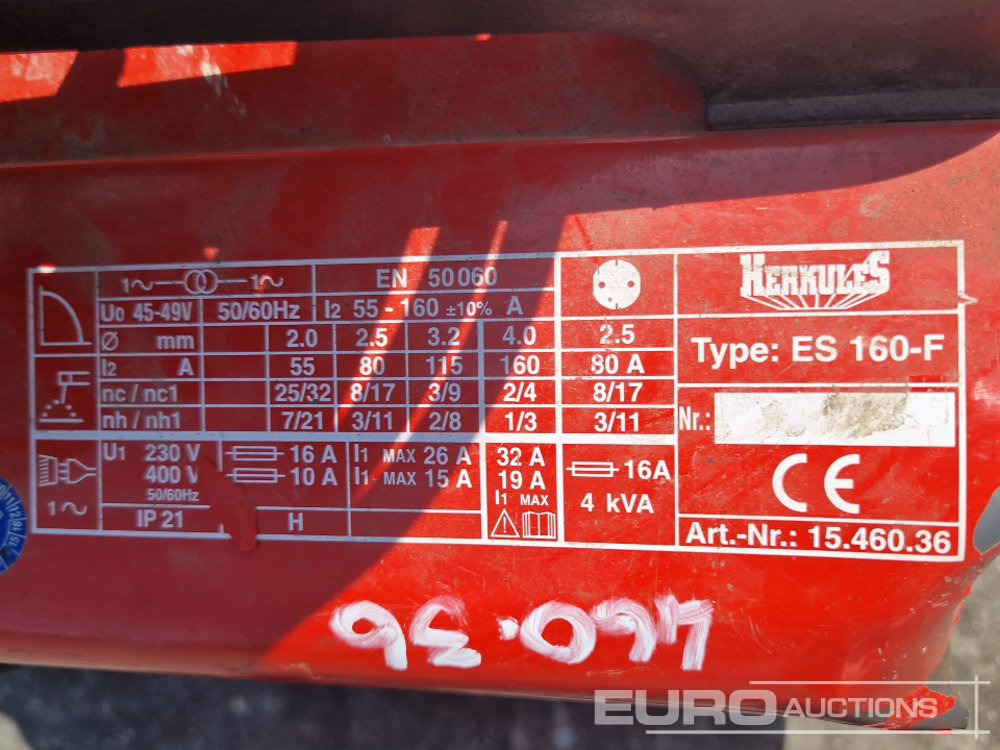 1~ 1~ EN 50060
U0 45-49V 50/60Hz I2 55 - 160 ±10% A
Ø mm 2.0 2.5 3.2 4.0 2.5
I2 A 55 80 115 160 80 A
nc / nc1 25/32 8/17 3/9 2/4 8/17
nh / nh1 7/21 3/11 2/8 1/3 3/11
U1 230 V 16 A I1 MAX 26 A 32 A
400 V 10 A I1 MAX 15 A 19 A
50/60Hz I1 MAX
1~ IP 21 H
16A
4 kVA
HERKULES
Type: ES 160-F
Nr.:
CE
Art.-Nr.: 15.460.36
460.36
EURO AUCTIONS